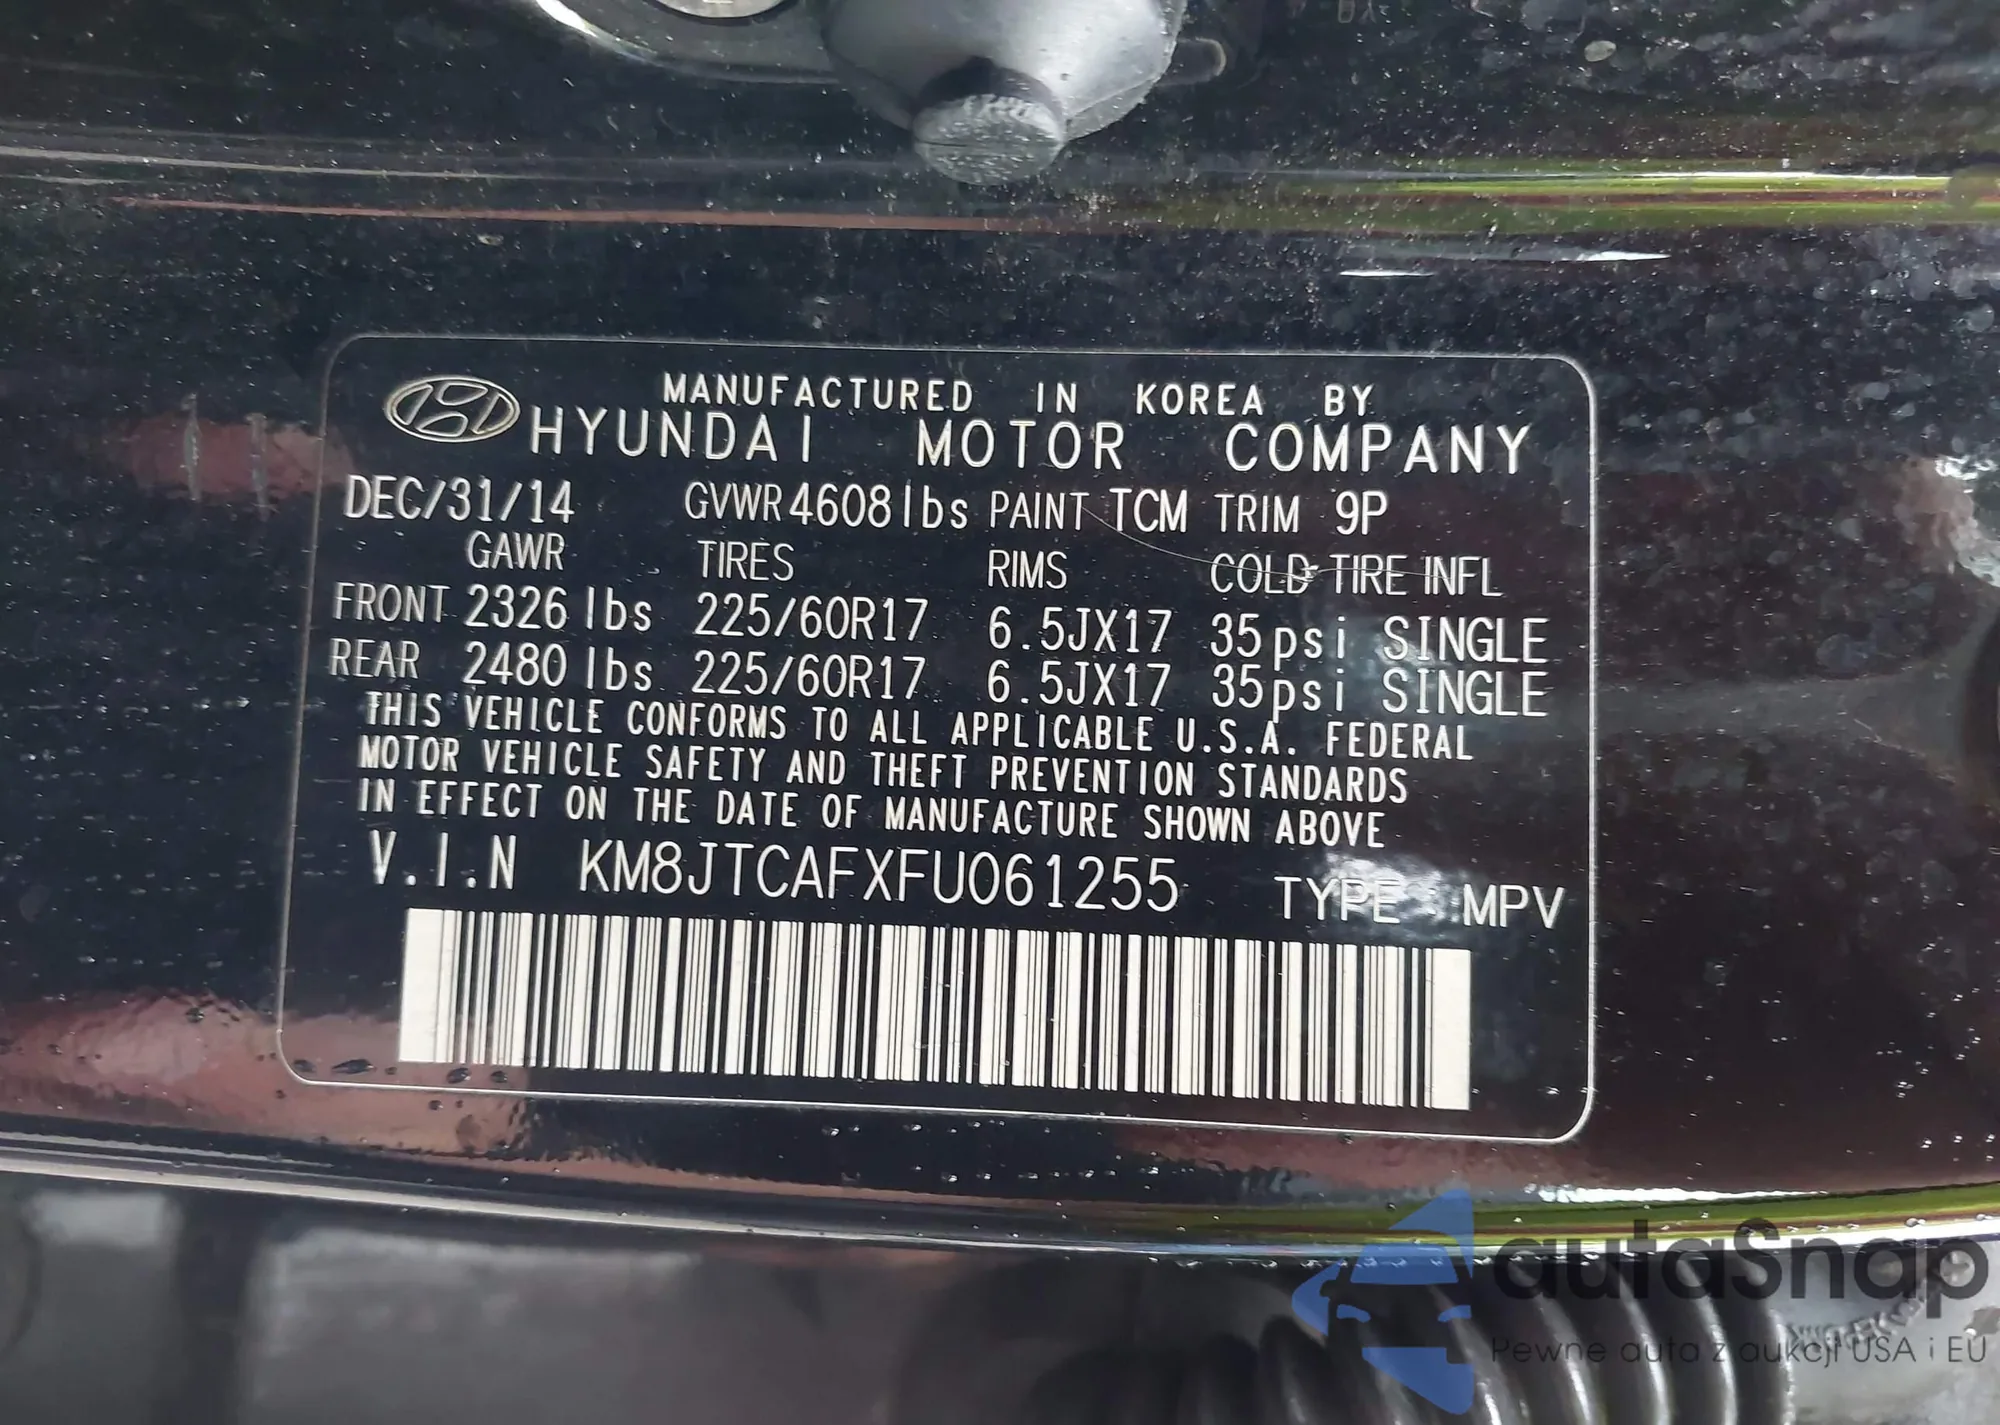 MANUFACTURED IN KOREA BY
HYUNDAI MOTOR COMPANY
DEC/31/14 GVWR 4608lbs PAINT TCM TRIM 9P
GAWR TIRES RIMS COLD TIRE INFL
FRONT 2326 lbs 225/60R17 6.5JX17 35psi SINGLE
REAR 2480 lbs 225/60R17 6.5JX17 35psi SINGLE
THIS VEHICLE CONFORMS TO ALL APPLICABLE U.S.A. FEDERAL
MOTOR VEHICLE SAFETY AND THEFT PREVENTION STANDARDS
IN EFFECT ON THE DATE OF MANUFACTURE SHOWN ABOVE
V.I.N KM8JTCAFXFU061255 TYPE : MPV
autaSnap
Pewne auta z aukcji USA i EU